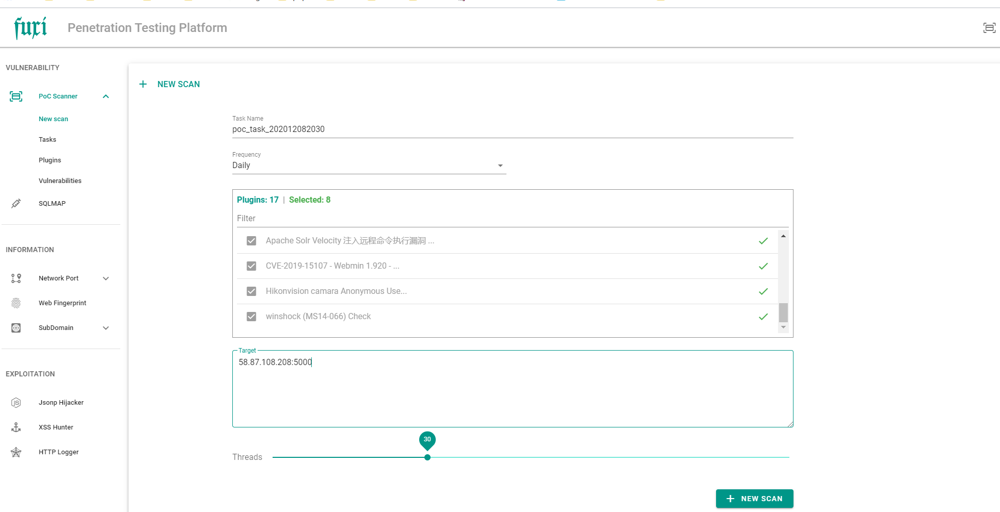 furi
Penetration Testing Platform
VULNERABILITY
PoC Scanner
New scan
Tasks
Plugins
Vulnerabilities
SQLMAP
INFORMATION
Network Port
Web Fingerprint
SubDomain
EXPLOITATION
Jsonp Hijacker
XSS Hunter
HTTP Logger
NEW SCAN
Task Name
poc_task_202012082030
Frequency
Daily
Plugins: 17 | Selected: 8
Filter
Apache Solr Velocity 注入远程命令执行漏洞 ...
CVE-2019-15107 - Webmin 1.920 - ...
Hikonvision camara Anonymous Use...
winshock (MS14-066) Check
Target
58.87.108.208:5000
30
Threads
NEW SCAN